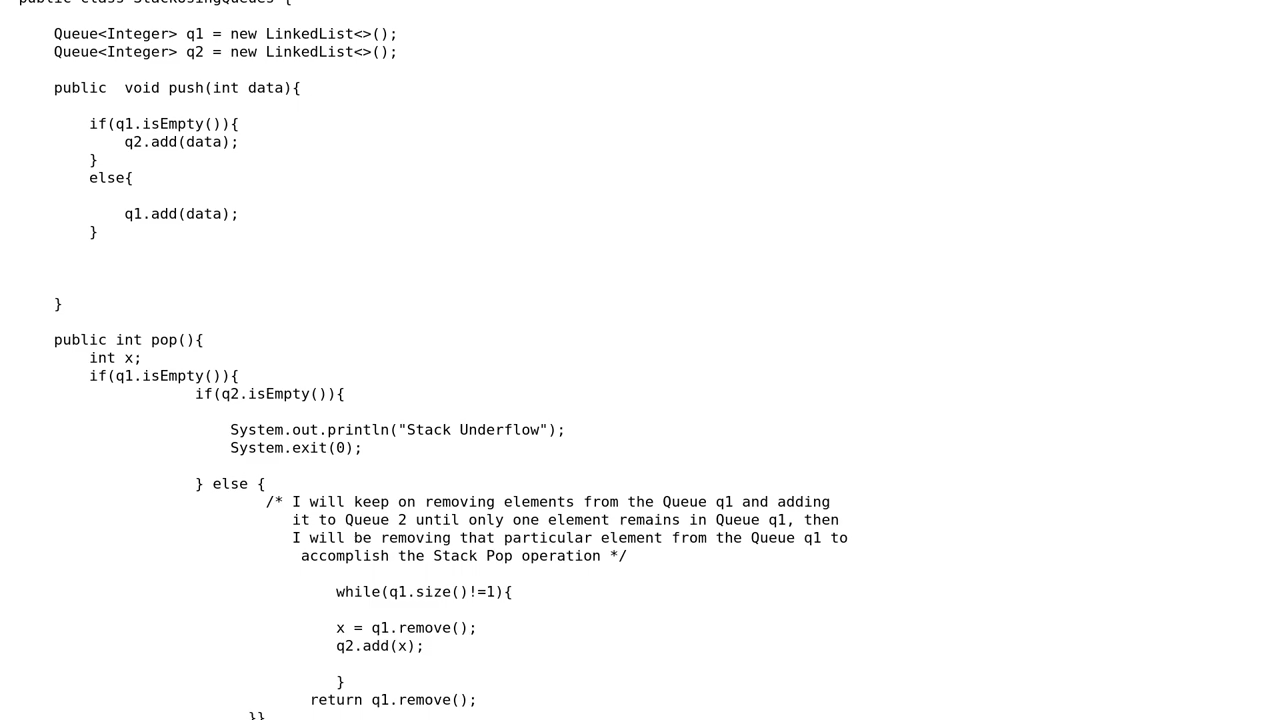 public class StackUsingQueues {
Queue<Integer> q1 = new LinkedList<>();
Queue<Integer> q2 = new LinkedList<>();
public  void push(int data){
if(q1.isEmpty()){
q2.add(data);
}
else{
q1.add(data);
}
}
public int pop(){
int x;
if(q1.isEmpty()){
if(q2.isEmpty()){
System.out.println("Stack Underflow");
System.exit(0);
} else {
/* I will keep on removing elements from the Queue q1 and adding
it to Queue 2 until only one element remains in Queue q1, then
I will be removing that particular element from the Queue q1 to
accomplish the Stack Pop operation */
while(q1.size()!=1){
x = q1.remove();
q2.add(x);
}
return q1.remove();
}}